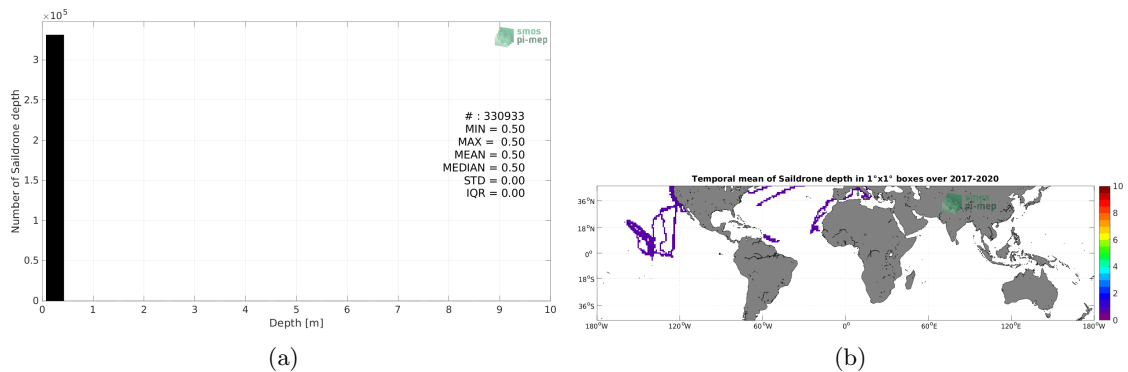 ×10^5
3
2.5
2
1.5
1
0.5
0
Number of Saildrone depth
smos
pi-mep
# : 330933
MIN = 0.50
MAX =  0.50
MEAN = 0.50
MEDIAN = 0.50
STD = 0.00
IQR = 0.00
0 1 2 3 4 5 6 7 8 9 10
Depth [m]
(a)
Temporal mean of Saildrone depth in 1°x1° boxes over 2017-2020
smos
pi-mep
36°N
18°N
0°
18°S
36°S
180°W 120°W 60°W 0° 60°E 120°E 180°W
10
8
6
4
2
0
(b)